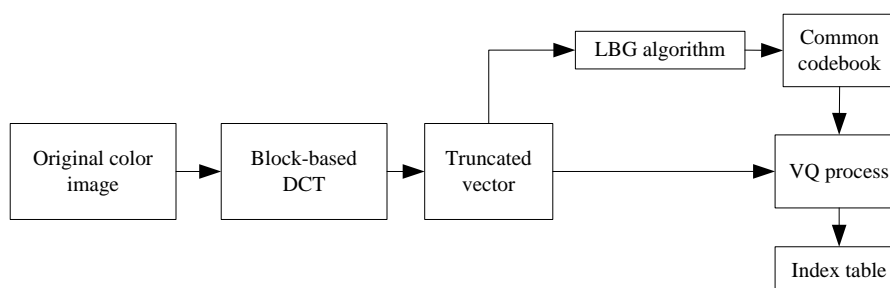 LBG algorithm
Common
codebook
Original color
image
Block-based
DCT
Truncated
vector
VQ process
Index table